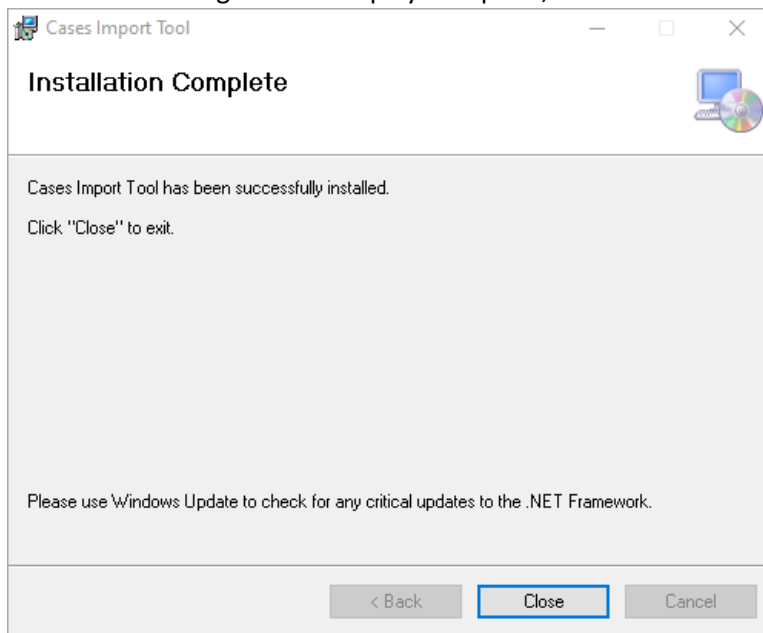 Cases Import Tool
Installation Complete
Cases Import Tool has been successfully installed.
Click "Close" to exit.
Please use Windows Update to check for any critical updates to the .NET Framework.
< Back Close Cancel